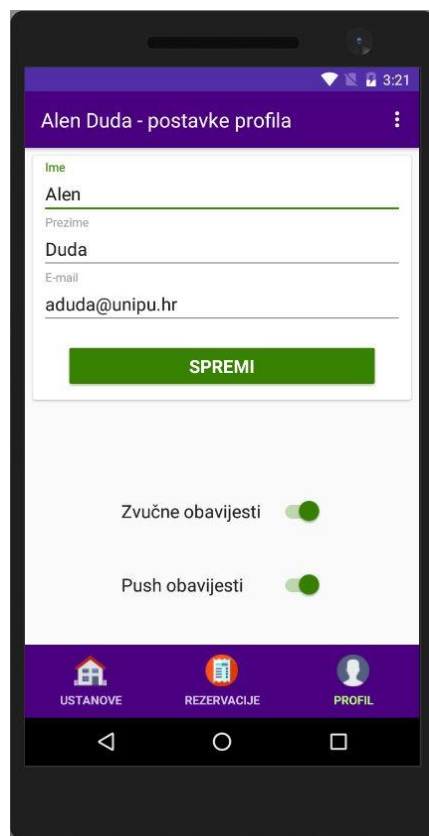 3:21
Alen Duda - postavke profila
Ime
Alen
Prezime
Duda
E-mail
aduda@unipu.hr
SPREMI
Zvučne obavijesti
Push obavijesti
USTANOVE
REZERVACIJE
PROFIL